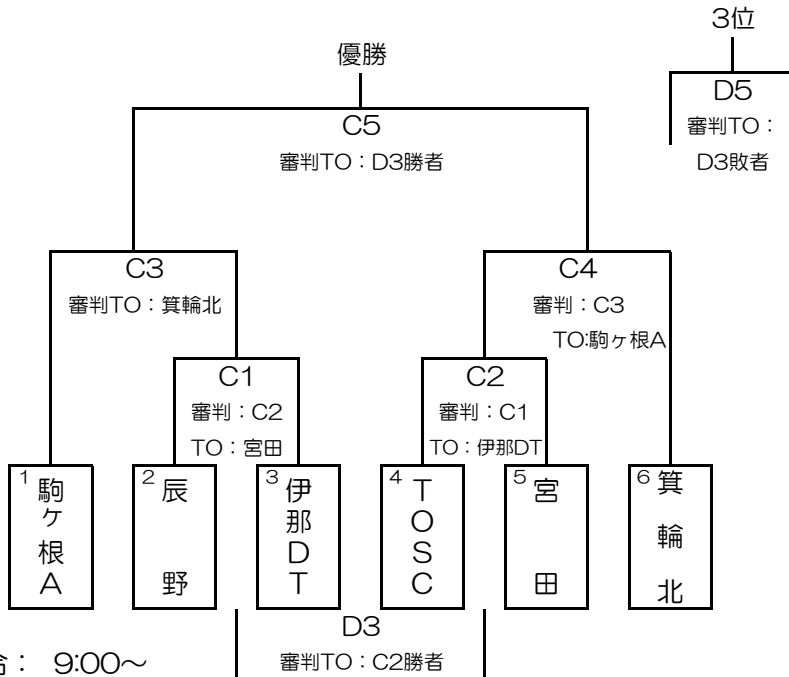 3位
優勝
D5
C5
審判TO：
審判TO：D3勝者
D3敗者
C3
C4
審判TO：箕輪北
審判：C3
TO:駒ヶ根A
C1
C2
審判：C2
審判：C1
TO：宮田
TO：伊那DT
1 駒ヶ根A
2 辰野
3 伊那DT
4 TOSC
5 宮田
6 箕輪北
D3
審判TO：C2勝者
： 9:00～